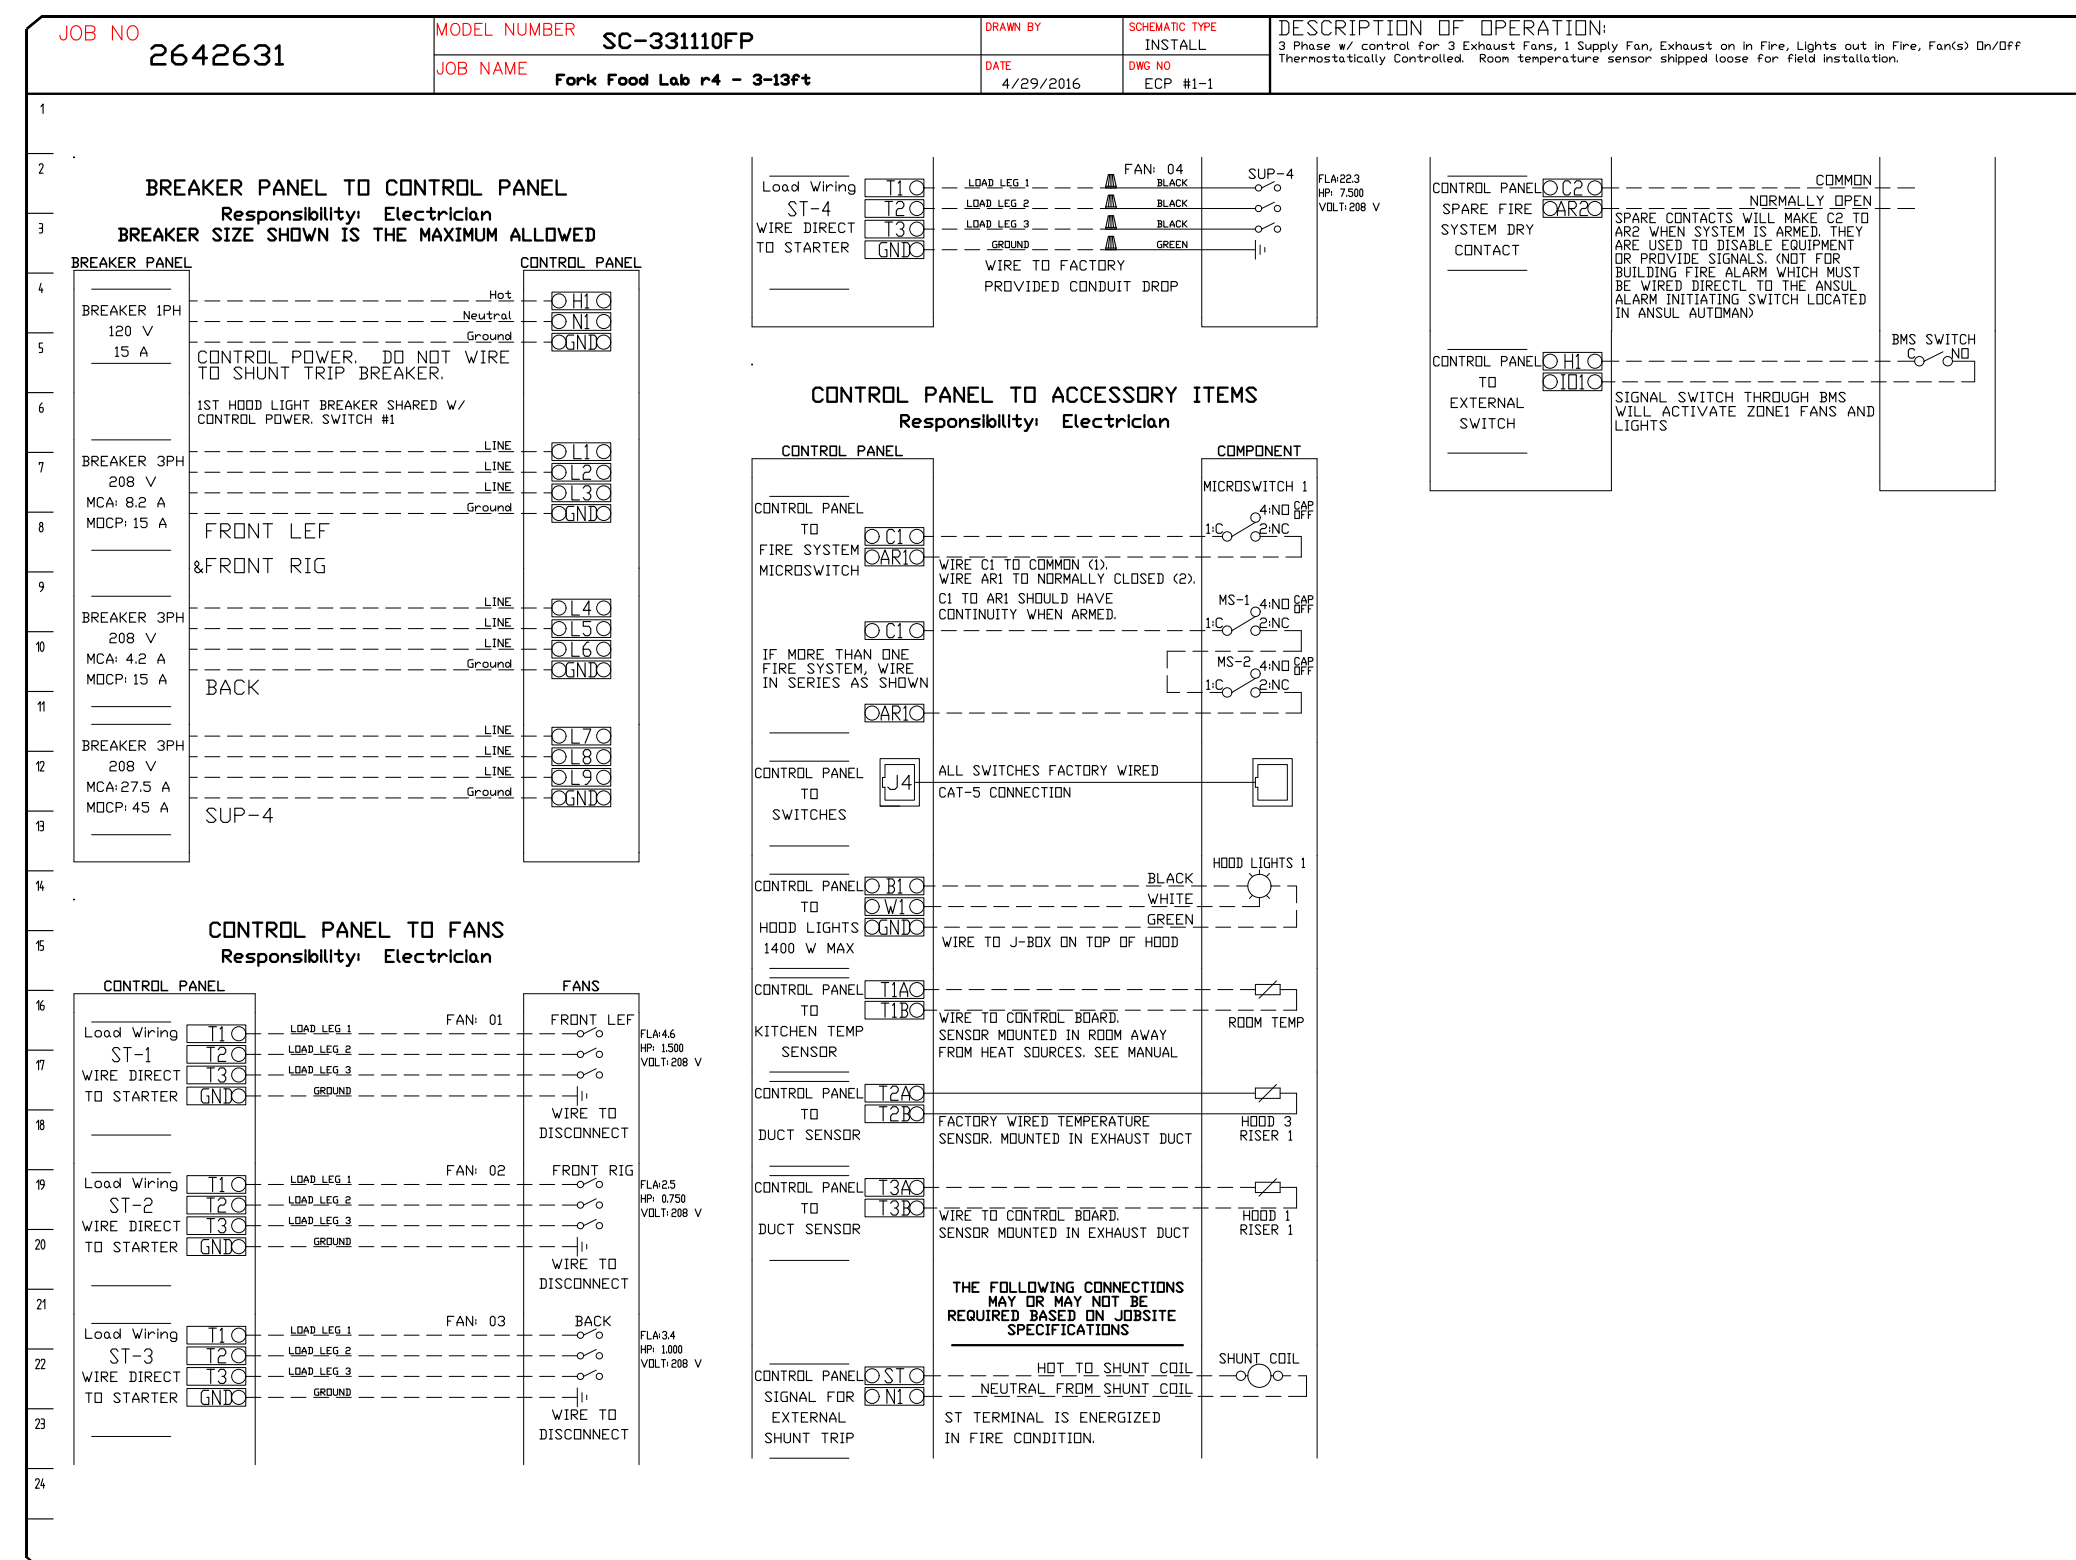 JOB NO
2642631
MODEL NUMBER
SC-331110FP
JOB NAME
Fork Food Lab r4 - 3-13ft
DRAWN BY
DATE
4/29/2016
SCHEMATIC TYPE
INSTALL
DWG NO
ECP #1-1
DESCRIPTION OF OPERATION:
3 Phase w/ control for 3 Exhaust Fans, 1 Supply Fan, Exhaust on in Fire, Lights out in Fire, Fan(s) On/Off
Thermostatically Controlled. Room temperature sensor shipped loose for field installation.
1
2
3
4
5
6
7
8
9
10
11
12
13
14
15
16
17
18
19
20
21
22
23
24
BREAKER PANEL TO CONTROL PANEL
Responsibility: Electrician
BREAKER SIZE SHOWN IS THE MAXIMUM ALLOWED
BREAKER PANEL
CONTROL PANEL
BREAKER 1PH
120 V
15 A
Hot
H1
Neutral
N1
Ground
GND
CONTROL POWER. DO NOT WIRE
TO SHUNT TRIP BREAKER.
1ST HOOD LIGHT BREAKER SHARED W/
CONTROL POWER. SWITCH #1
BREAKER 3PH
208 V
MCA: 8.2 A
MOCP: 15 A
LINE
L1
LINE
L2
LINE
L3
Ground
GND
FRONT LEF
&FRONT RIG
BREAKER 3PH
208 V
MCA: 4.2 A
MOCP: 15 A
LINE
L4
LINE
L5
LINE
L6
Ground
GND
BACK
BREAKER 3PH
208 V
MCA: 27.5 A
MOCP: 45 A
LINE
L7
LINE
L8
LINE
L9
Ground
GND
SUP-4
CONTROL PANEL TO FANS
Responsibility: Electrician
CONTROL PANEL
FANS
Load Wiring
ST-1
WIRE DIRECT
TO STARTER
T1
T2
T3
GND
LOAD LEG 1
LOAD LEG 2
LOAD LEG 3
GROUND
FAN: 01
FRONT LEF
FLA:4.6
HP: 1.500
VOLT: 208 V
WIRE TO
DISCONNECT
Load Wiring
ST-2
WIRE DIRECT
TO STARTER
T1
T2
T3
GND
LOAD LEG 1
LOAD LEG 2
LOAD LEG 3
GROUND
FAN: 02
FRONT RIG
FLA:2.5
HP: 0.750
VOLT: 208 V
WIRE TO
DISCONNECT
Load Wiring
ST-3
WIRE DIRECT
TO STARTER
T1
T2
T3
GND
LOAD LEG 1
LOAD LEG 2
LOAD LEG 3
GROUND
FAN: 03
BACK
FLA:3.4
HP: 1.000
VOLT: 208 V
WIRE TO
DISCONNECT
Load Wiring
ST-4
WIRE DIRECT
TO STARTER
T1
T2
T3
GND
LOAD LEG 1
LOAD LEG 2
LOAD LEG 3
GROUND
FAN: 04
BLACK
BLACK
BLACK
GREEN
SUP-4
FLA:22.3
HP: 7.500
VOLT: 208 V
WIRE TO FACTORY
PROVIDED CONDUIT DROP
CONTROL PANEL TO ACCESSORY ITEMS
Responsibility: Electrician
CONTROL PANEL
COMPONENT
CONTROL PANEL
TO
FIRE SYSTEM
MICROSWITCH
C1
AR1
MICROSWITCH 1
4:NO CAP OFF
1:C
2:NC
WIRE C1 TO COMMON (1).
WIRE AR1 TO NORMALLY CLOSED (2).
C1 TO AR1 SHOULD HAVE
CONTINUITY WHEN ARMED.
C1
MS-1
4:NO CAP OFF
1:C
2:NC
IF MORE THAN ONE
FIRE SYSTEM, WIRE
IN SERIES AS SHOWN
MS-2
4:NO CAP OFF
1:C
2:NC
AR1
CONTROL PANEL
TO
SWITCHES
J4
ALL SWITCHES FACTORY WIRED
CAT-5 CONNECTION
CONTROL PANEL
TO
HOOD LIGHTS
1400 W MAX
B1
W1
GND
BLACK
WHITE
GREEN
HOOD LIGHTS 1
WIRE TO J-BOX ON TOP OF HOOD
CONTROL PANEL
TO
KITCHEN TEMP
SENSOR
T1A
T1B
WIRE TO CONTROL BOARD.
SENSOR MOUNTED IN ROOM AWAY
FROM HEAT SOURCES. SEE MANUAL
ROOM TEMP
CONTROL PANEL
TO
DUCT SENSOR
T2A
T2B
FACTORY WIRED TEMPERATURE
SENSOR. MOUNTED IN EXHAUST DUCT
HOOD 3
RISER 1
CONTROL PANEL
TO
DUCT SENSOR
T3A
T3B
WIRE TO CONTROL BOARD.
SENSOR MOUNTED IN EXHAUST DUCT
HOOD 1
RISER 1
THE FOLLOWING CONNECTIONS
MAY OR MAY NOT BE
REQUIRED BASED ON JOBSITE
SPECIFICATIONS
CONTROL PANEL
SIGNAL FOR
EXTERNAL
SHUNT TRIP
ST
N1
HOT TO SHUNT COIL
NEUTRAL FROM SHUNT COIL
SHUNT COIL
ST TERMINAL IS ENERGIZED
IN FIRE CONDITION.
CONTROL PANEL
SPARE FIRE
SYSTEM DRY
CONTACT
C2
AR2
COMMON
NORMALLY OPEN
SPARE CONTACTS WILL MAKE C2 TO
AR2 WHEN SYSTEM IS ARMED. THEY
ARE USED TO DISABLE EQUIPMENT
OR PROVIDE SIGNALS. (NOT FOR
BUILDING FIRE ALARM WHICH MUST
BE WIRED DIRECTL TO THE ANSUL
ALARM INITIATING SWITCH LOCATED
IN ANSUL AUTOMAN)
CONTROL PANEL
TO
EXTERNAL
SWITCH
H1
IO1
BMS SWITCH
C
NO
SIGNAL SWITCH THROUGH BMS
WILL ACTIVATE ZONE1 FANS AND
LIGHTS